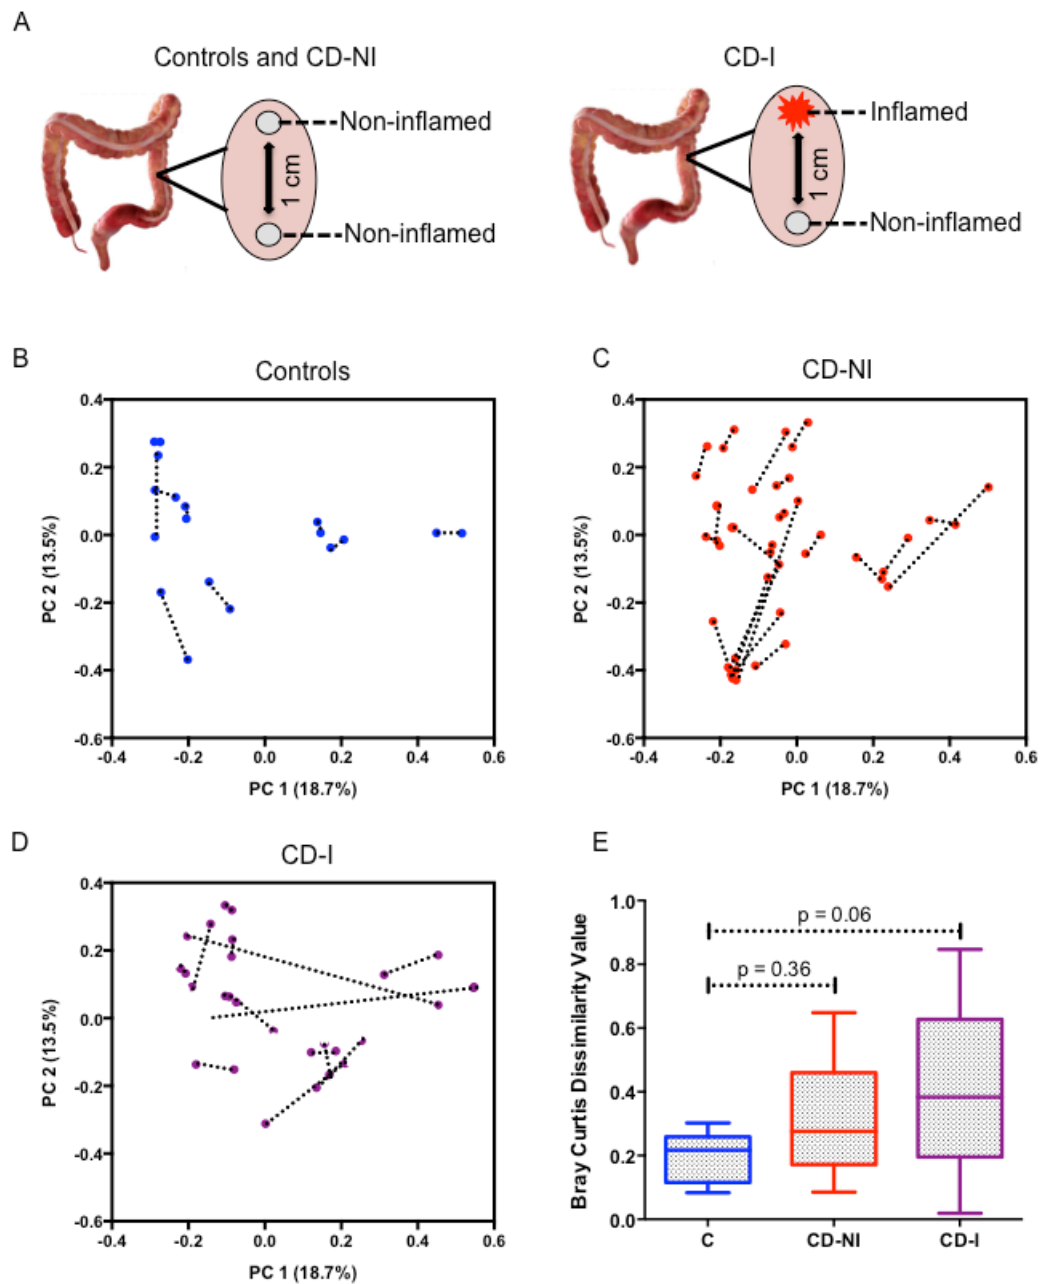 A
Controls and CD-NI
CD-I
Non-inflamed
1 cm
Non-inflamed
Inflamed
1 cm
Non-inflamed
B
Controls
0.4
0.2
0.0
-0.2
-0.4
-0.6
PC 2 (13.5%)
-0.4 -0.2 0.0 0.2 0.4 0.6
PC 1 (18.7%)
C
CD-NI
0.4
0.2
0.0
-0.2
-0.4
-0.6
PC 2 (13.5%)
-0.4 -0.2 0.0 0.2 0.4 0.6
PC 1 (18.7%)
D
CD-I
0.4
0.2
0.0
-0.2
-0.4
-0.6
PC 2 (13.5%)
-0.4 -0.2 0.0 0.2 0.4 0.6
PC 1 (18.7%)
E
1.0
0.8
0.6
0.4
0.2
0.0
Bray Curtis Dissimilarity Value
p = 0.06
p = 0.36
C CD-NI CD-I